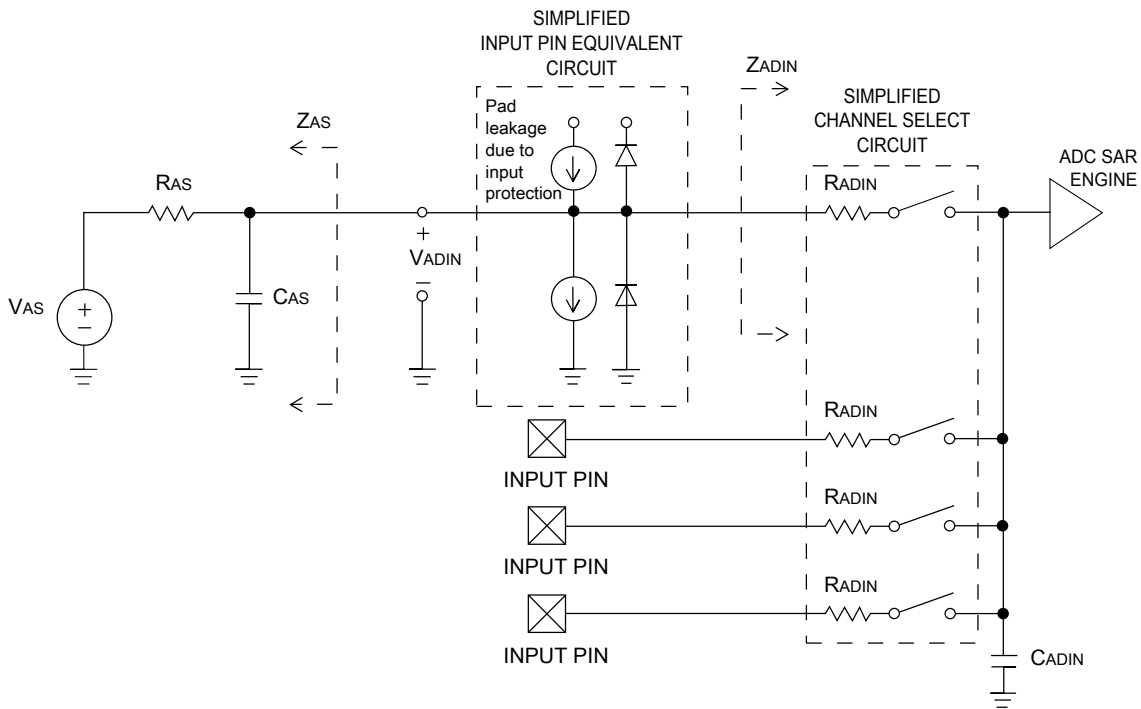 SIMPLIFIED
INPUT PIN EQUIVALENT
CIRCUIT
ZADIN
SIMPLIFIED
CHANNEL SELECT
CIRCUIT
ZAS
Pad
leakage
due to
input
protection
ADC SAR
ENGINE
RAS
RADIN
+
VADIN
–
VAS
+
–
CAS
RADIN
INPUT PIN
RADIN
INPUT PIN
RADIN
INPUT PIN
CADIN